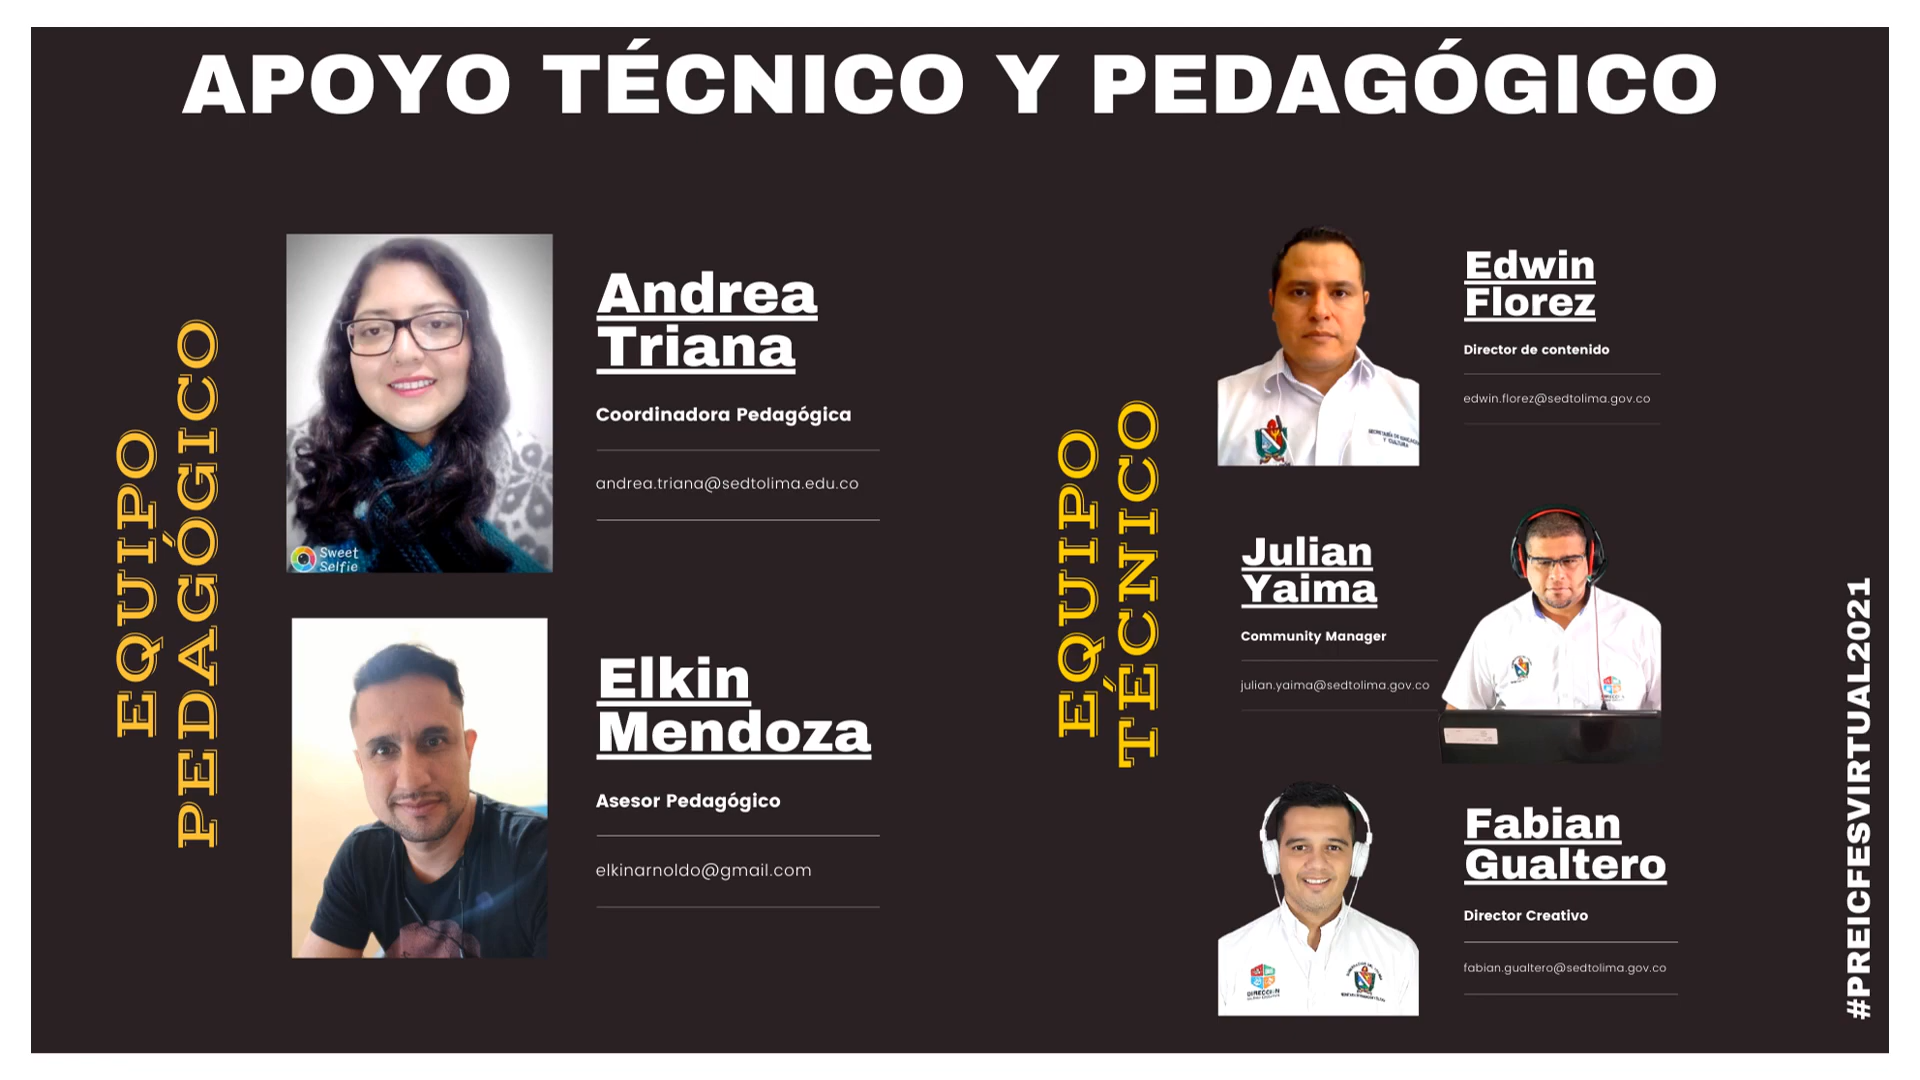 APOYO TÉCNICO Y PEDAGÓGICO
EQUIPO
PEDAGÓGICO
Sweet
Selfie
Andrea
Triana
Coordinadora Pedagógica
andrea.triana@sedtolima.edu.co
Elkin
Mendoza
Asesor Pedagógico
elkinarnoldo@gmail.com
EQUIPO
TÉCNICO
Edwin
Florez
Director de contenido
edwin.florez@sedtolima.gov.co
Julian
Yaima
Community Manager
julian.yaima@sedtolima.gov.co
Fabian
Gualtero
Director Creativo
fabian.gualtero@sedtolima.gov.co
DIRECCIÓN
#PREICFESVIRTUAL2021